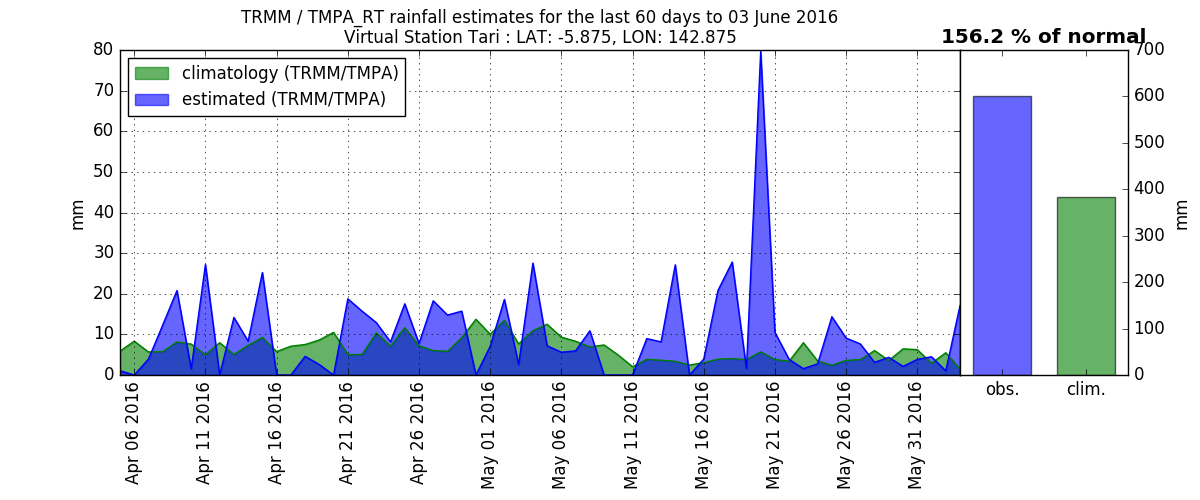 TRMM / TMPA_RT rainfall estimates for the last 60 days to 03 June 2016
Virtual Station Tari : LAT: -5.875, LON: 142.875
156.2 % of normal
climatology (TRMM/TMPA)
estimated (TRMM/TMPA)
mm
80
70
60
50
40
30
20
10
0
Apr 06 2016
Apr 11 2016
Apr 16 2016
Apr 21 2016
Apr 26 2016
May 01 2016
May 06 2016
May 11 2016
May 16 2016
May 21 2016
May 26 2016
May 31 2016
700
600
500
400
300
200
100
0
mm
obs.
clim.